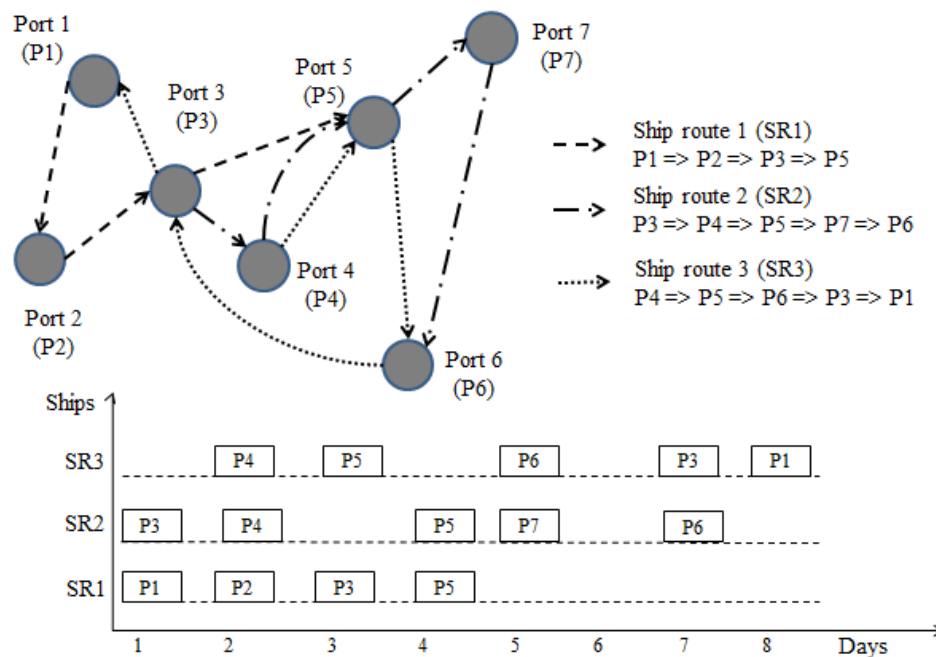 Port 1
(P1)
Port 7
(P7)
Port 5
(P5)
Port 3
(P3)
Ship route 1 (SR1)
P1 => P2 => P3 => P5
Ship route 2 (SR2)
P3 => P4 => P5 => P7 => P6
Port 4
(P4)
Ship route 3 (SR3)
P4 => P5 => P6 => P3 => P1
Port 2
(P2)
Port 6
(P6)
Ships
SR3 P4 P5 P6 P3 P1
SR2 P3 P4 P5 P7 P6
SR1 P1 P2 P3 P5
1 2 3 4 5 6 7 8 Days